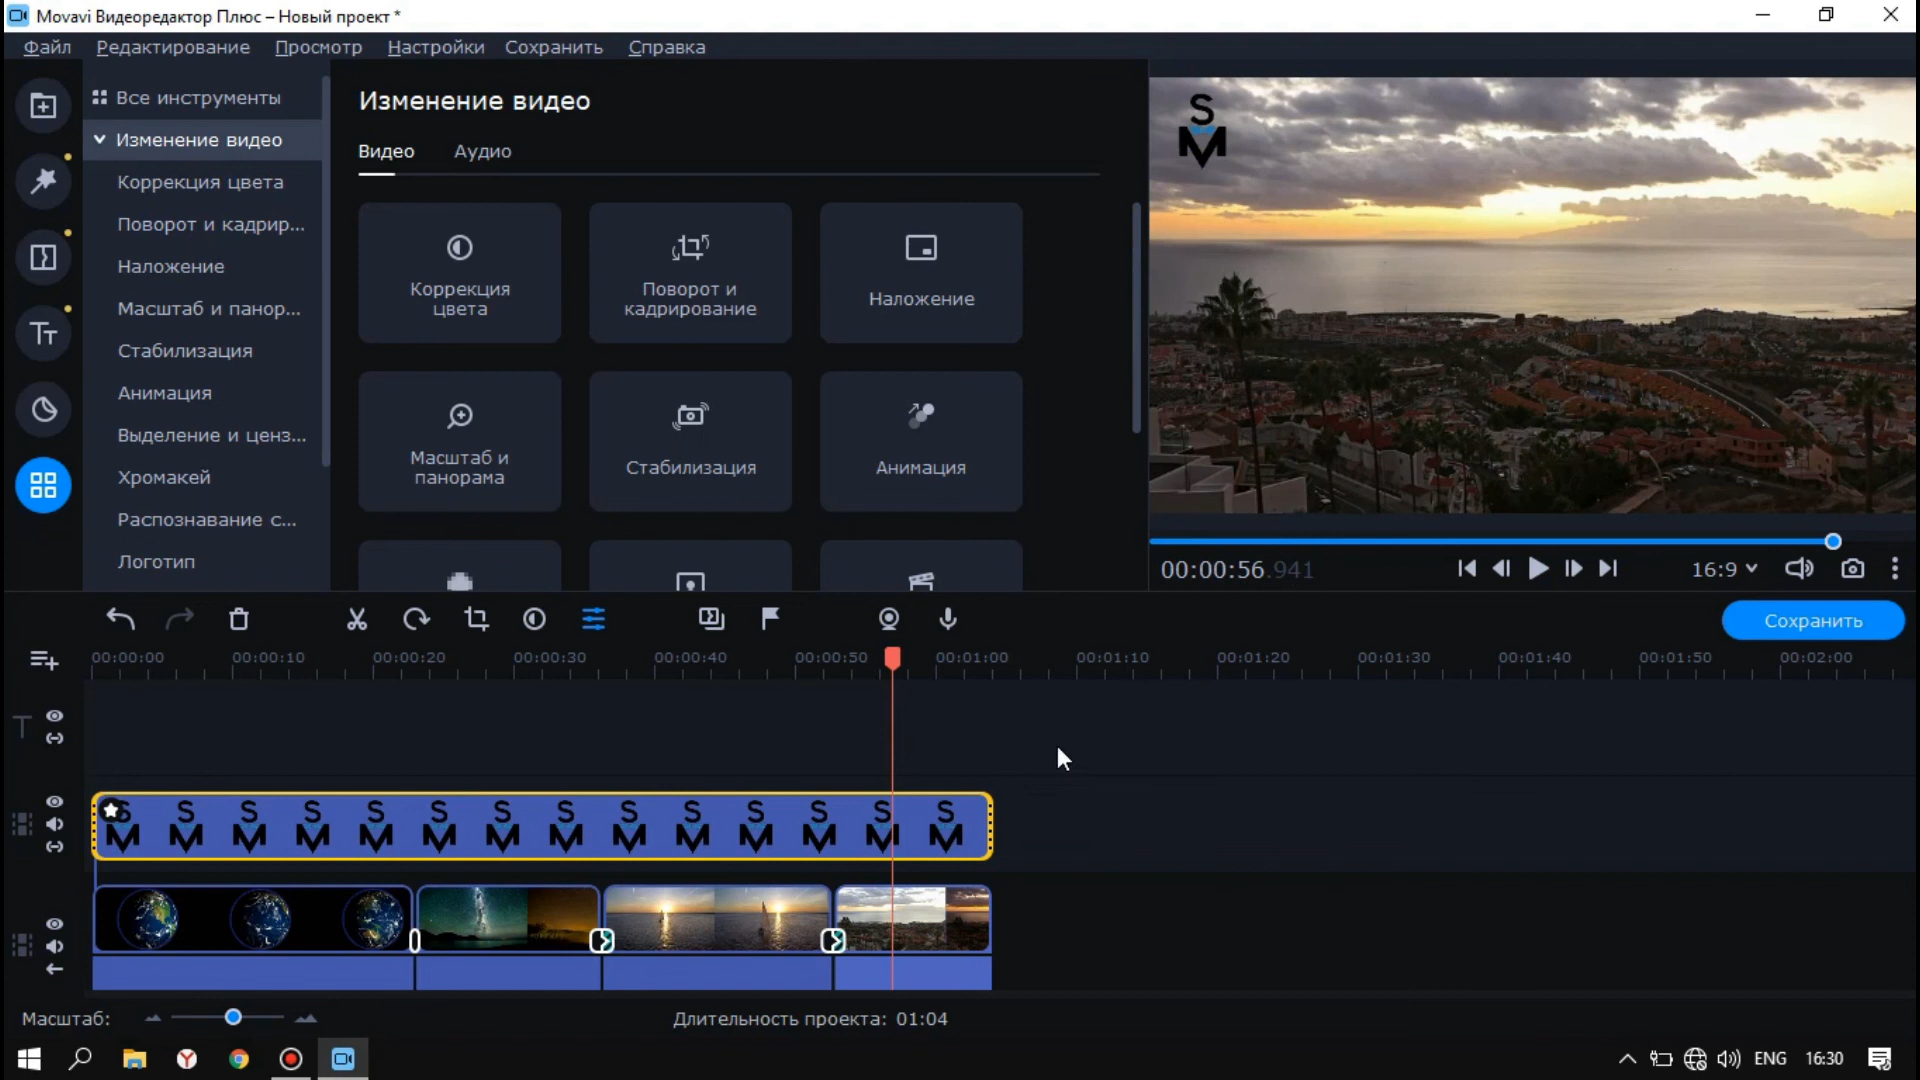 Movavi Видеоредактор Плюс – Новый проект *
Файл Редактирование Просмотр Настройки Сохранить Справка
Все инструменты
Изменение видео
Коррекция цвета
Поворот и кадрир...
Наложение
Масштаб и панор...
Стабилизация
Анимация
Выделение и ценз...
Хромакей
Распознавание с...
Логотип
Изменение видео
Видео Аудио
Коррекция
цвета
Поворот и
кадрирование
Наложение
Масштаб и
панорама
Стабилизация
Анимация
S
M
00:00:56.941
16:9
Сохранить
00:00:00 00:00:10 00:00:20 00:00:30 00:00:40 00:00:50 00:01:00 00:01:10 00:01:20 00:01:30 00:01:40 00:01:50 00:02:00
S S S S S S S S S S S S S S
M M M M M M M M M M M M M M
Масштаб:
Длительность проекта: 01:04
ENG 16:30